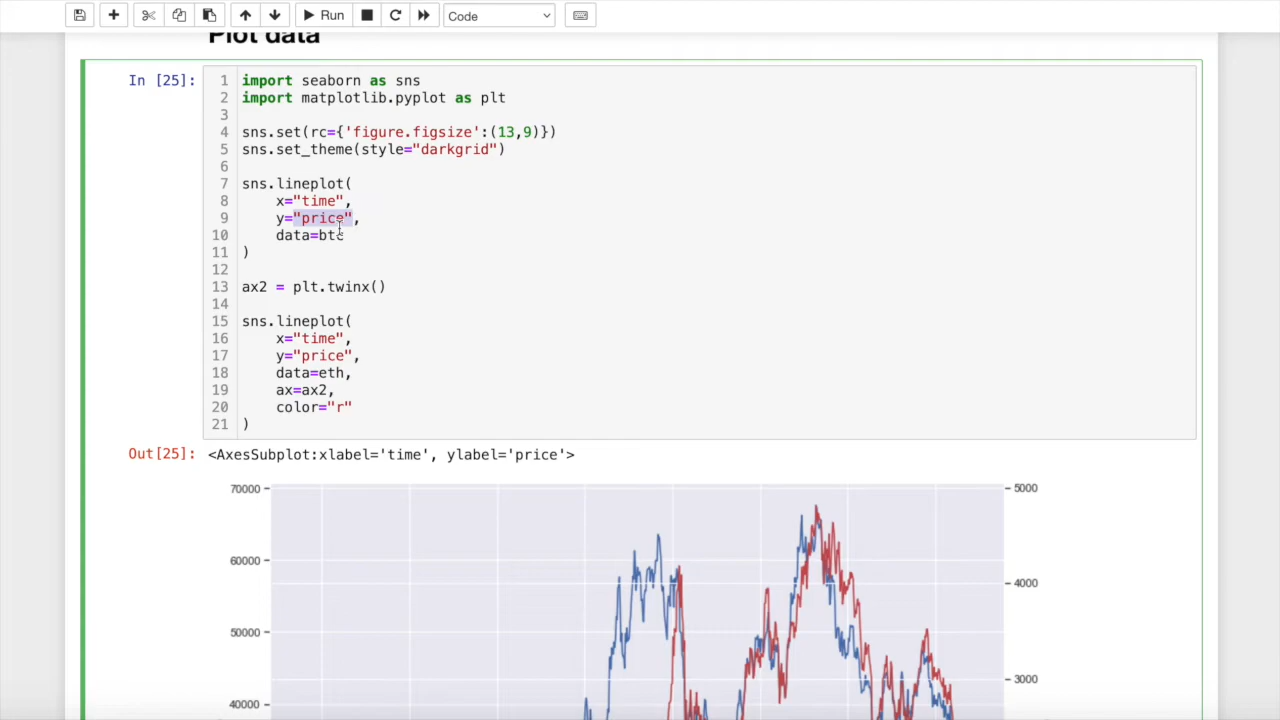 Run
Code
Plot data
In [25]:
1 import seaborn as sns
2 import matplotlib.pyplot as plt
3
4 sns.set(rc={'figure.figsize':(13,9)})
5 sns.set_theme(style="darkgrid")
6
7 sns.lineplot(
8     x="time",
9     y="price",
10     data=btc
11 )
12
13 ax2 = plt.twinx()
14
15 sns.lineplot(
16     x="time",
17     y="price",
18     data=eth,
19     ax=ax2,
20     color="r"
21 )
Out[25]: <AxesSubplot:xlabel='time', ylabel='price'>
70000
5000
60000
4000
50000
3000
40000